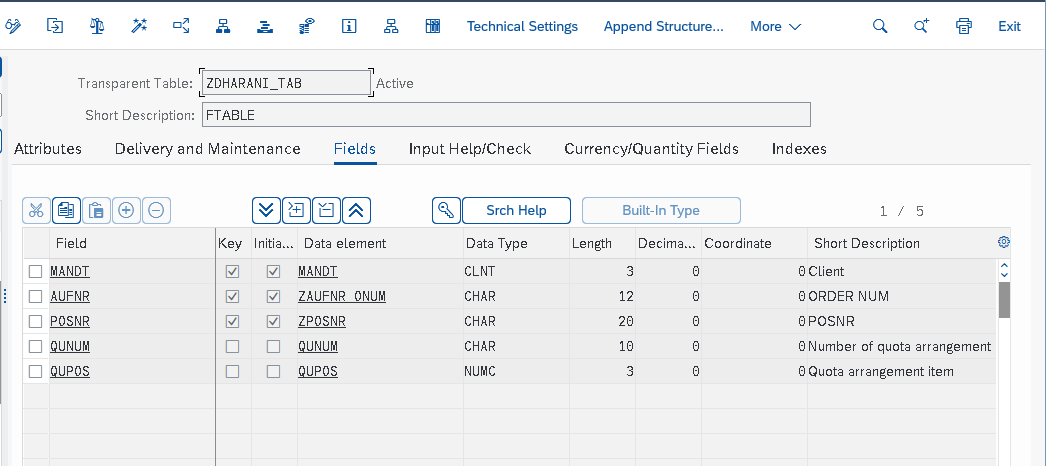 Technical Settings Append Structure... More Exit
Transparent Table: ZDHARANI_TAB Active
Short Description: FTABLE
Attributes Delivery and Maintenance Fields Input Help/Check Currency/Quantity Fields Indexes
Srch Help Built-In Type 1 / 5
Field Key Initia... Data element Data Type Length Decima... Coordinate Short Description
MANDT MANDT CLNT 3 0 0 Client
AUFNR ZAUFNR_ONUM CHAR 12 0 0 ORDER NUM
POSNR ZPOSNR CHAR 20 0 0 POSNR
QUNUM QUNUM CHAR 10 0 0 Number of quota arrangement
QUPOS QUPOS NUMC 3 0 0 Quota arrangement item